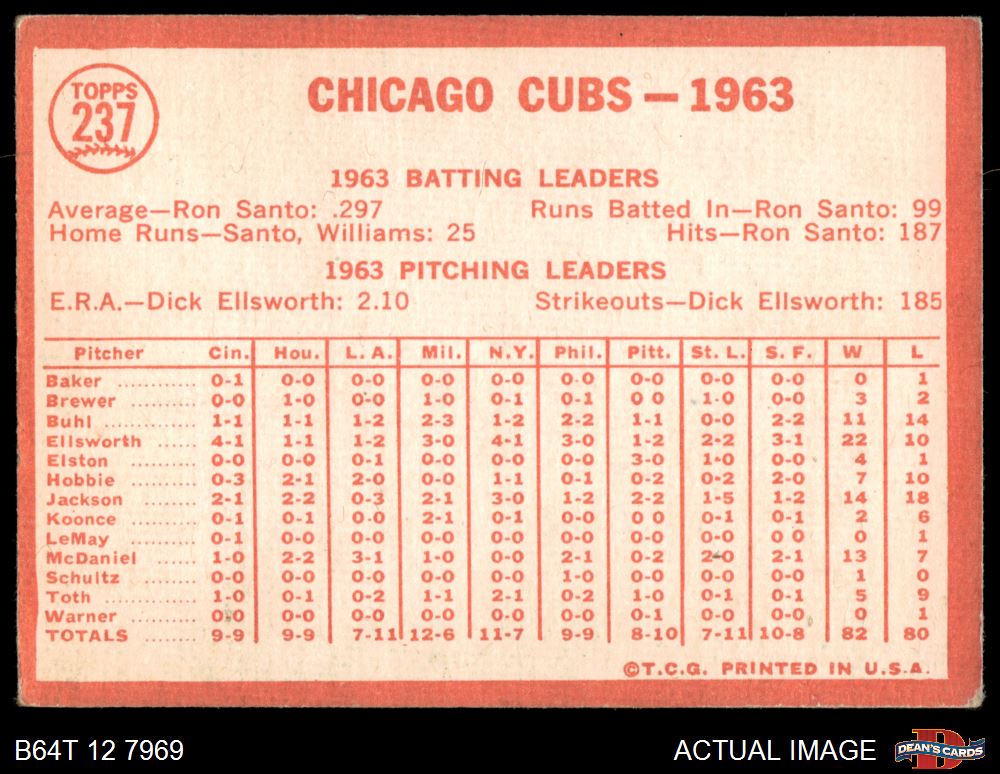 TOPPS
237
CHICAGO CUBS — 1963
1963 BATTING LEADERS
Average—Ron Santo: .297 Runs Batted In—Ron Santo: 99
Home Runs—Santo, Williams: 25 Hits—Ron Santo: 187
1963 PITCHING LEADERS
E.R.A.—Dick Ellsworth: 2.10 Strikeouts—Dick Ellsworth: 185
Pitcher Cin. Hou. L. A. Mil. N.Y. Phil. Pitt. St. L. S. F. W L
Baker ............ 0-1 0-0 0-0 0-0 0-0 0-0 0-0 0-0 0-0 0 1
Brewer .......... 0-0 1-0 0-0 1-0 0-1 0-1 0 0 1-0 0-0 3 2
Buhl .............. 1-1 1-1 1-2 2-3 1-2 2-2 1-1 0-0 2-2 11 14
Ellsworth ...... 4-1 1-1 1-2 3-0 4-1 3-0 1-2 2-2 3-1 22 10
Elston .......... 0-0 0-0 0-1 0-0 0-0 0-0 3-0 1-0 0-0 4 1
Hobbie .......... 0-3 2-1 2-0 0-0 1-1 0-1 0-2 0-2 2-0 7 10
Jackson ........ 2-1 2-2 0-3 2-1 3-0 1-2 2-2 1-5 1-2 14 18
Koonce .......... 0-1 0-1 0-0 2-1 0-1 0-0 0 0 0-1 0-1 2 6
LeMay .......... 0-1 0-0 0-0 0-0 0-0 0-0 0-0 0-0 0 0 0 1
McDaniel ...... 1-0 2-2 3-1 1-0 0-0 2-1 0-2 2-0 2-1 13 7
Schultz ........ 0-0 0-0 0-0 0-0 0-0 1-0 0-0 0-0 0-0 1 0
Toth .............. 1-0 0-1 0-2 1-1 2-1 0-2 1-0 0-1 0-1 5 9
Warner .......... 0-0 0-0 0-0 0-0 0-0 0-0 0-1 0-0 0-0 0 1
TOTALS ........ 9-9 9-9 7-11 12-6 11-7 9-9 8-10 7-11 10-8 82 80
©T.C.G. PRINTED IN U.S.A.
B64T 12 7969 ACTUAL IMAGE DEAN'S CARDS